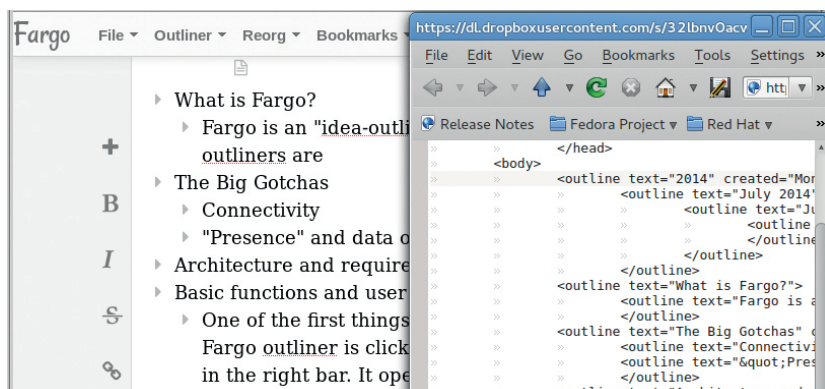 Fargo File Outliner Reorg Bookmarks
What is Fargo?
Fargo is an "idea-outli
outliners are
The Big Gotchas
Connectivity
"Presence" and data o
Architecture and require
Basic functions and user
One of the first things
Fargo outliner is click
in the right bar. It ope
B
I
S
https://dl.dropboxusercontent.com/s/32lbnvOacv
File Edit View Go Bookmarks Tools Settings »
htt »
Release Notes Fedora Project Red Hat »
</head>
<body>
<outline text="2014" created="Mon
<outline text="July 2014"
<outline text="Ju
<outline
</outline
</outline>
</outline>
<outline text="What is Fargo?">
<outline text="Fargo is a
</outline>
<outline text="The Big Gotchas" c
<outline text="Connectivi
<outline text="&quot;Pres
</outline>